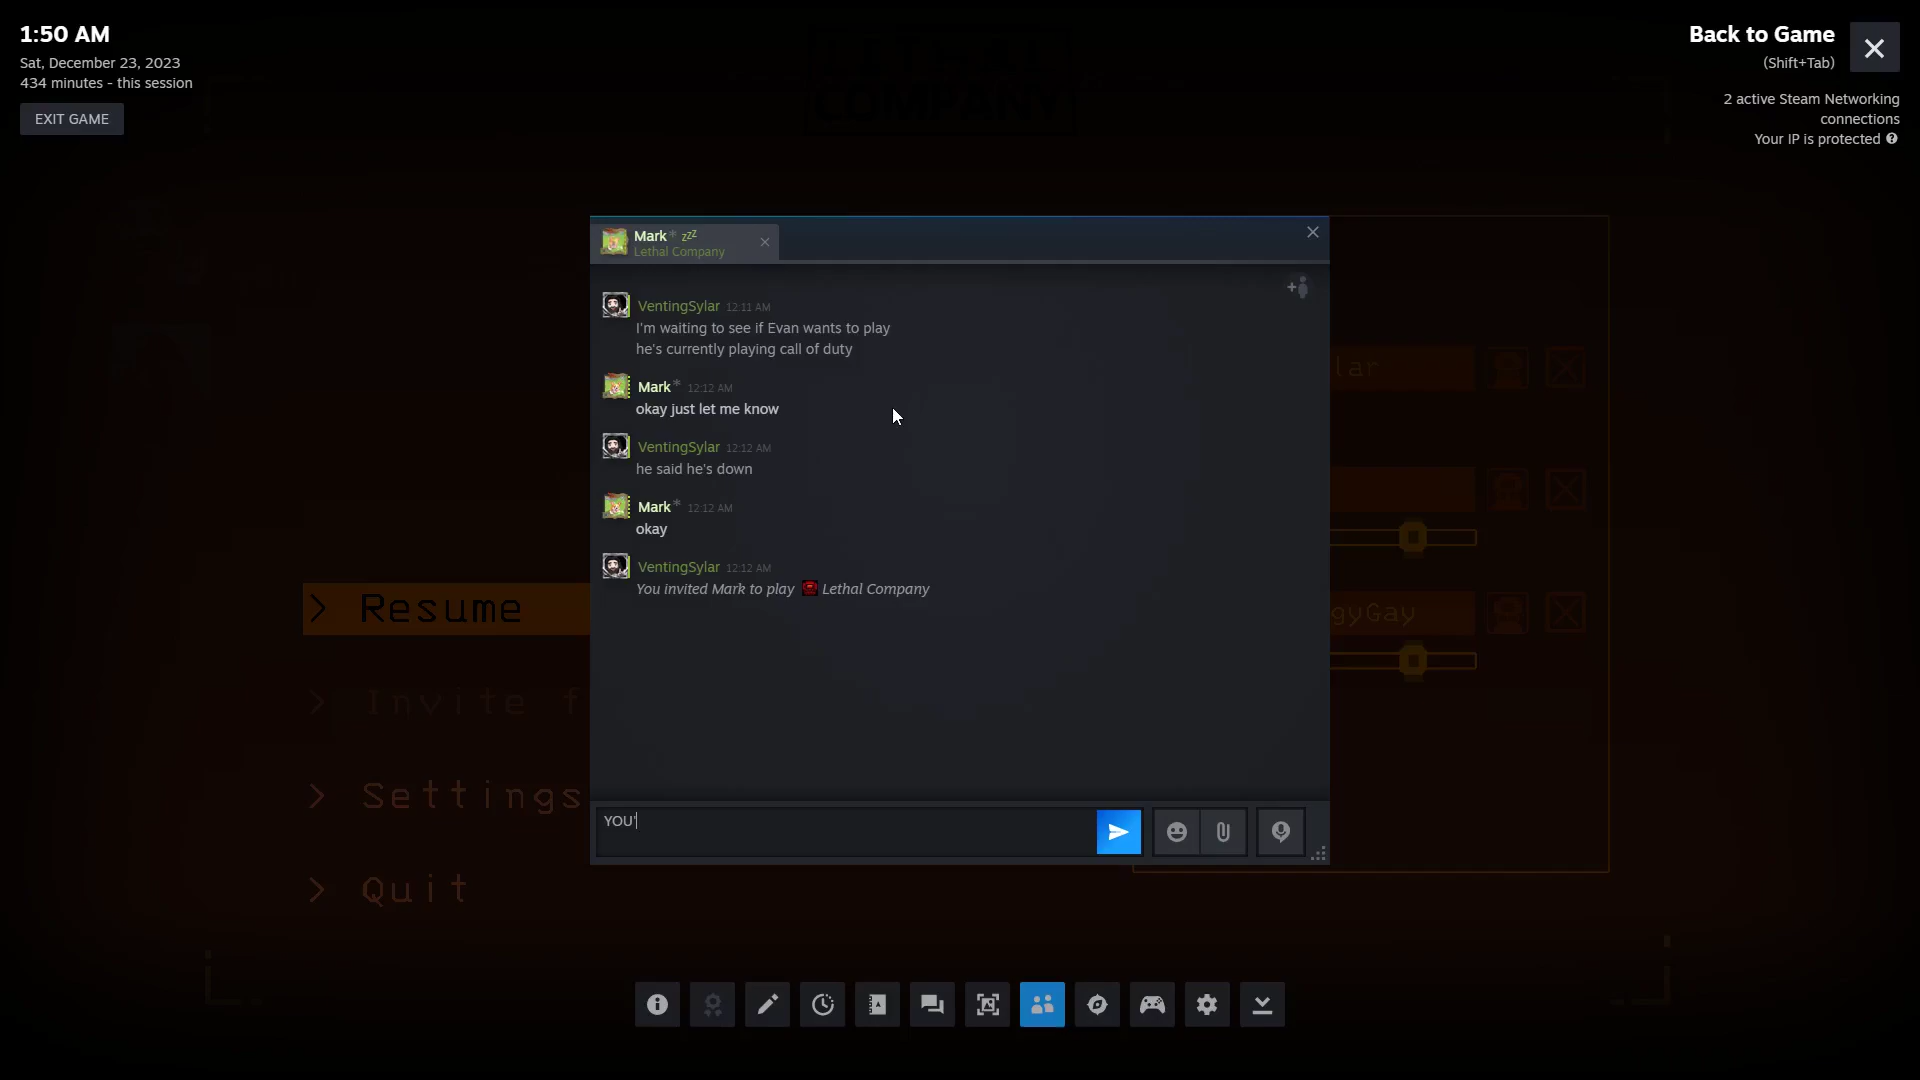 1:50 AM
Sat, December 23, 2023
434 minutes - this session
EXIT GAME
Back to Game
(Shift+Tab)
2 active Steam Networking
connections
Your IP is protected
COMPANY
Mark* zzz
Lethal Company
VentingSylar 12:11 AM
I'm waiting to see if Evan wants to play
he's currently playing call of duty
Mark* 12:12 AM
okay just let me know
VentingSylar 12:12 AM
he said he's down
Mark* 12:12 AM
okay
VentingSylar 12:12 AM
You invited Mark to play Lethal Company
YOU'
> Resume
> Invite f
> Settings
> Quit
lar
gyGay